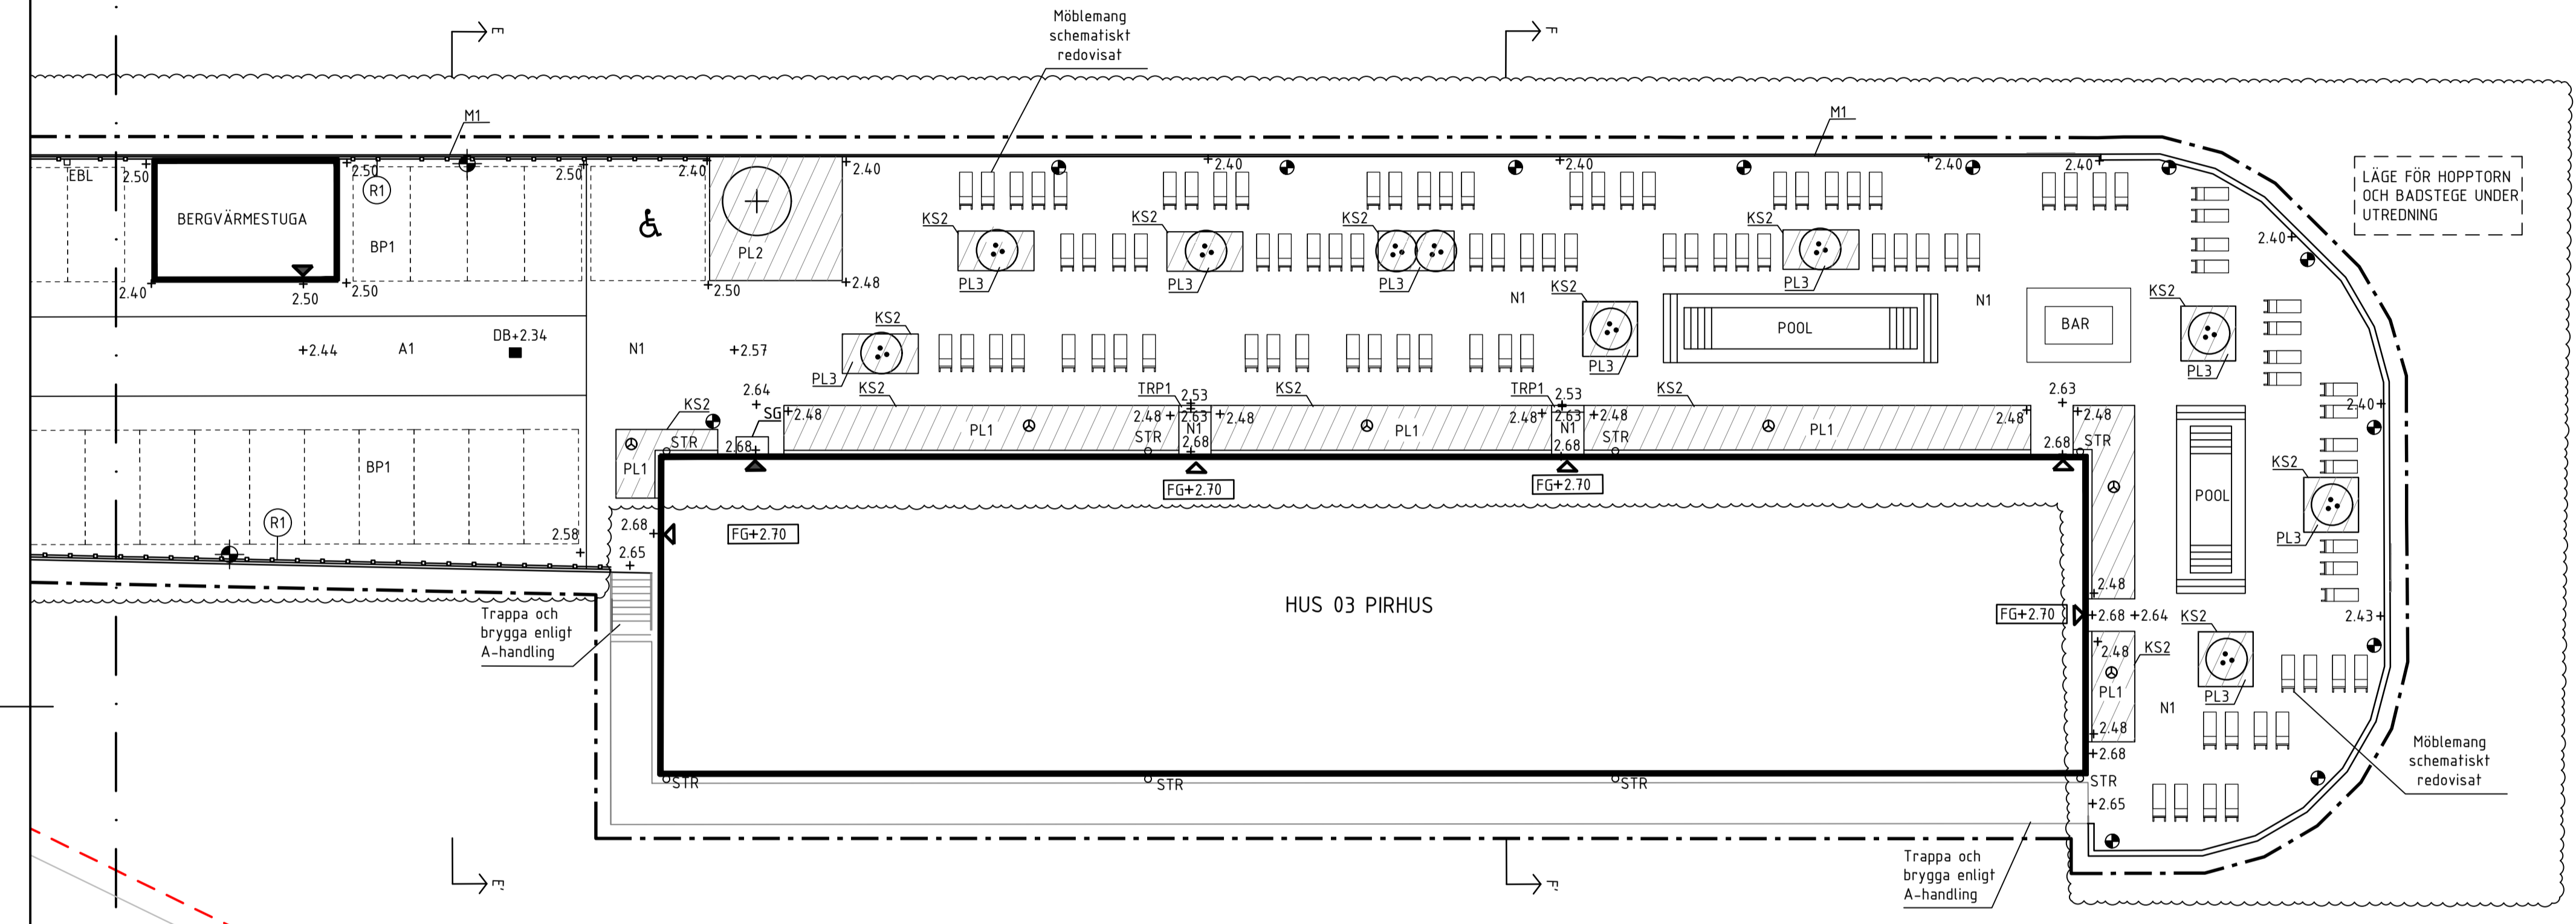 E
F
Möblemang
schematiskt
redovisat
M1
M1
EBL
2.50
2.50
2.50
2.40
2.40
2.40
2.40
2.40
2.40
R1
BERGVÄRMESTUGA
BP1
PL2
KS2
KS2
KS2
KS2
LÄGE FÖR HOPPTORN
OCH BADSTEGE UNDER
UTREDNING
2.40
2.40
2.50
2.50
2.50
2.48
PL3
PL3
PL3
PL3
N1
KS2
N1
KS2
KS2
POOL
BAR
DB+2.34
2.44
A1
N1
2.57
PL3
PL3
PL3
2.64
KS2
TRP1
2.53
KS2
TRP1
2.53
KS2
2.63
2.40
KS2
SG
2.48
2.48
2.63
2.48
2.48
2.63
2.48
2.48
2.48
STR
PL1
STR
N1
PL1
N1
STR
PL1
STR
2.68
2.68
2.68
2.68
BP1
PL1
KS2
FG+2.70
FG+2.70
POOL
R1
2.58
2.68
FG+2.70
2.65
PL3
2.48
HUS 03 PIRHUS
FG+2.70
2.68
2.64
KS2
2.43
Trappa och
brygga enligt
A-handling
2.48
KS2
PL1
PL3
N1
2.48
2.68
Möblemang
schematiskt
redovisat
STR
STR
STR
STR
2.65
Trappa och
brygga enligt
A-handling
E'
F'